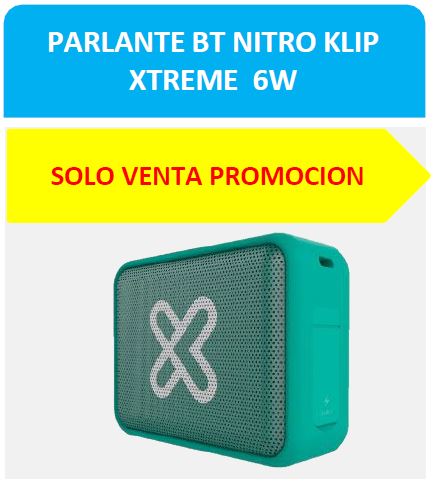 PARLANTE BT NITRO KLIP
XTREME 6W
SOLO VENTA PROMOCION